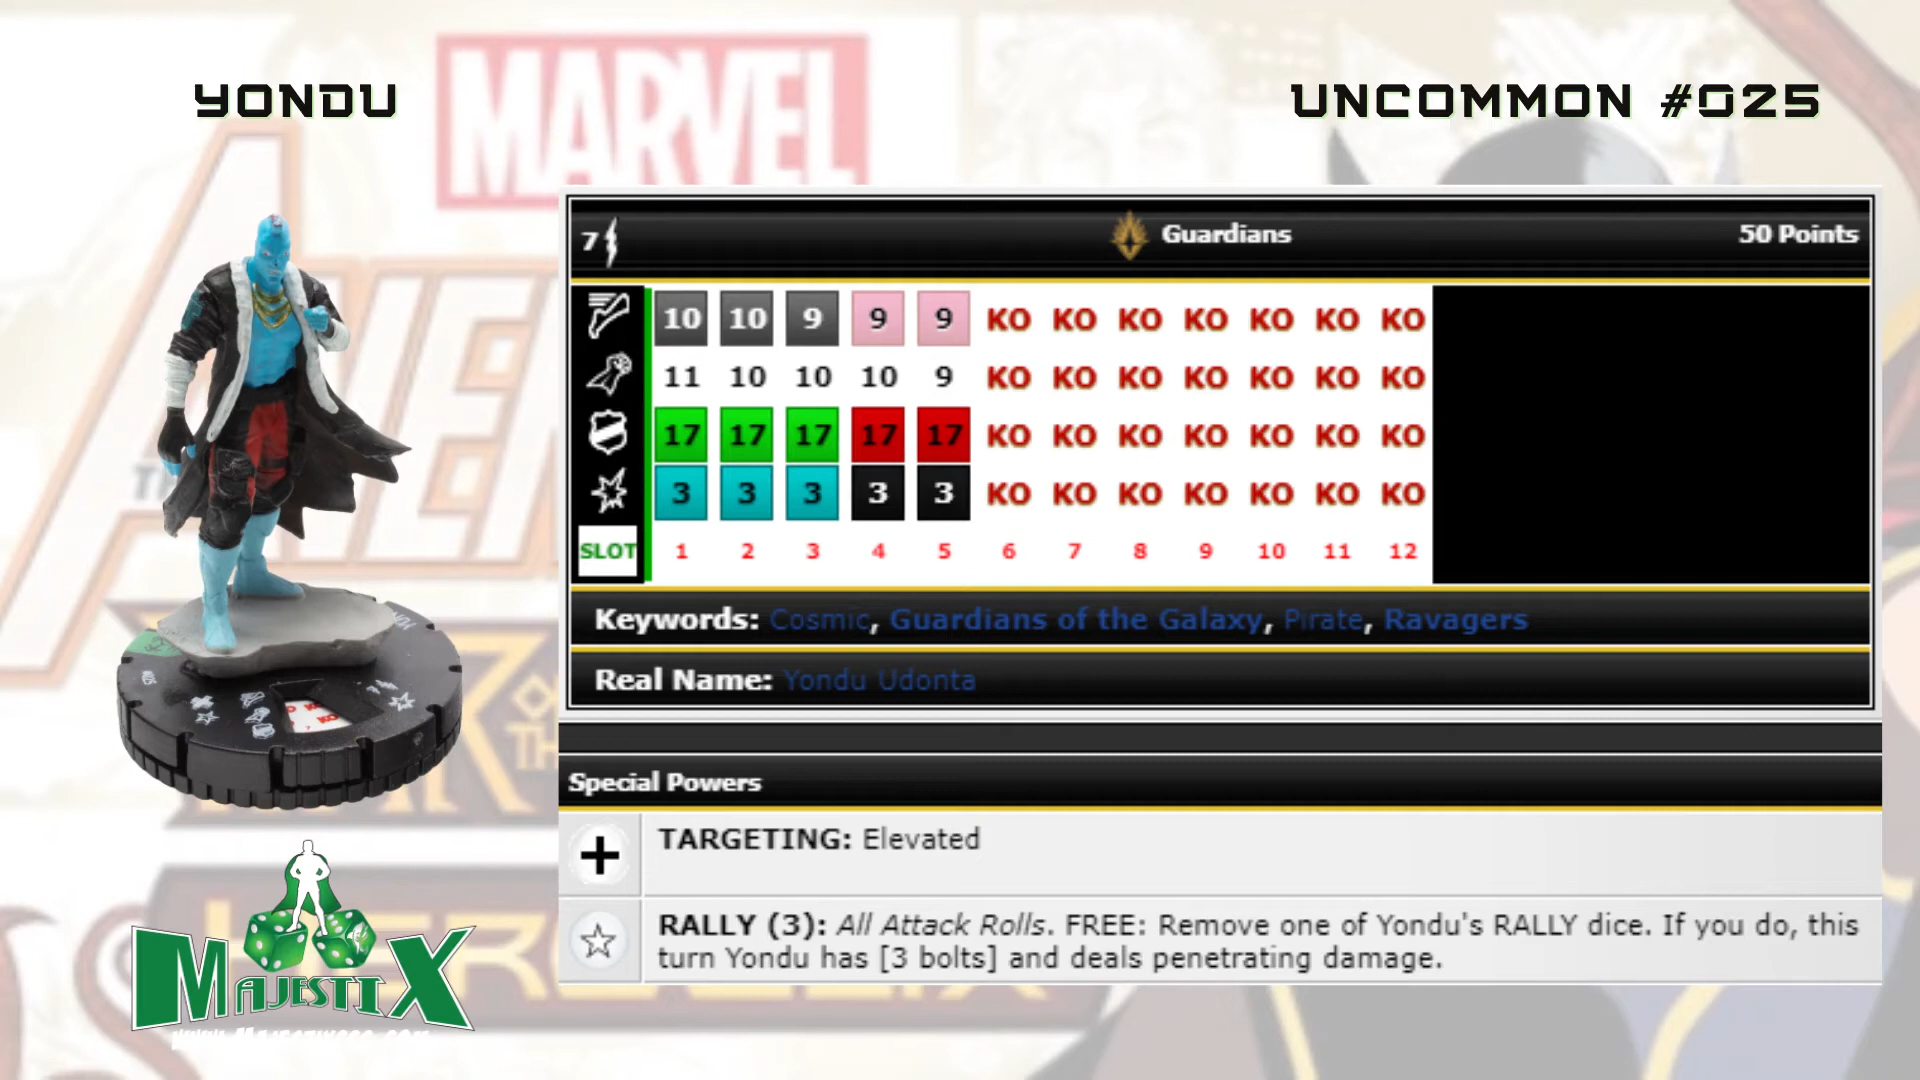 YONDU
UNCOMMON #025
MARVEL
7
Guardians
50 Points
10 10 9 9 9 KO KO KO KO KO KO KO
11 10 10 10 9 KO KO KO KO KO KO KO
17 17 17 17 17 KO KO KO KO KO KO KO
3 3 3 3 3 KO KO KO KO KO KO KO
SLOT 1 2 3 4 5 6 7 8 9 10 11 12
Keywords: Cosmic, Guardians of the Galaxy, Pirate, Ravagers
Real Name: Yondu Udonta
Special Powers
+ TARGETING: Elevated
RALLY (3): All Attack Rolls. FREE: Remove one of Yondu's RALLY dice. If you do, this
turn Yondu has [3 bolts] and deals penetrating damage.
MAJESTIX